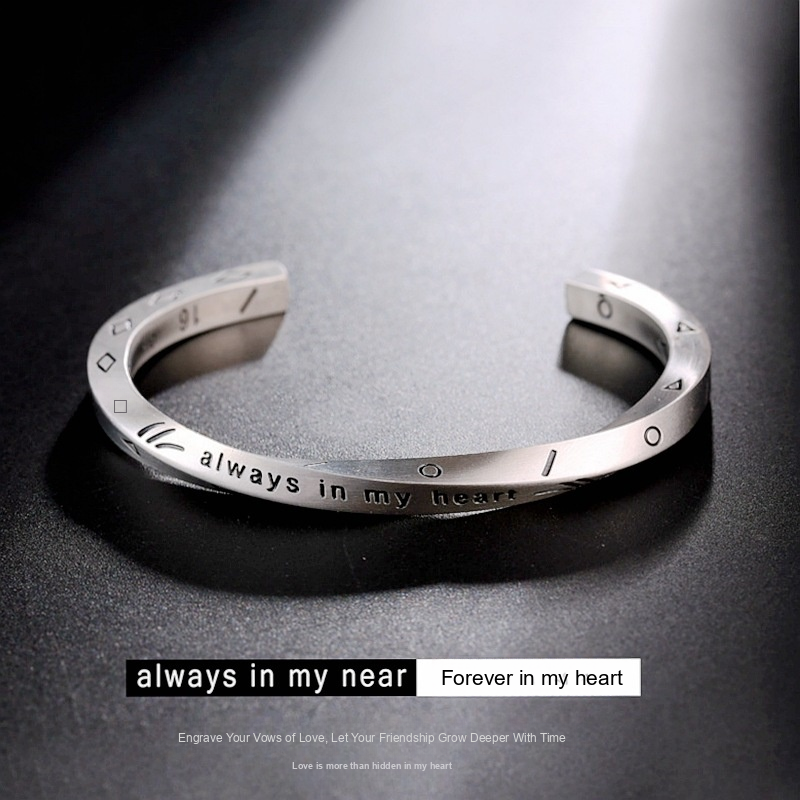 16
always in my heart
always in my near
Forever in my heart
Engrave Your Vows of Love, Let Your Friendship Grow Deeper With Time
Love is more than hidden in my heart